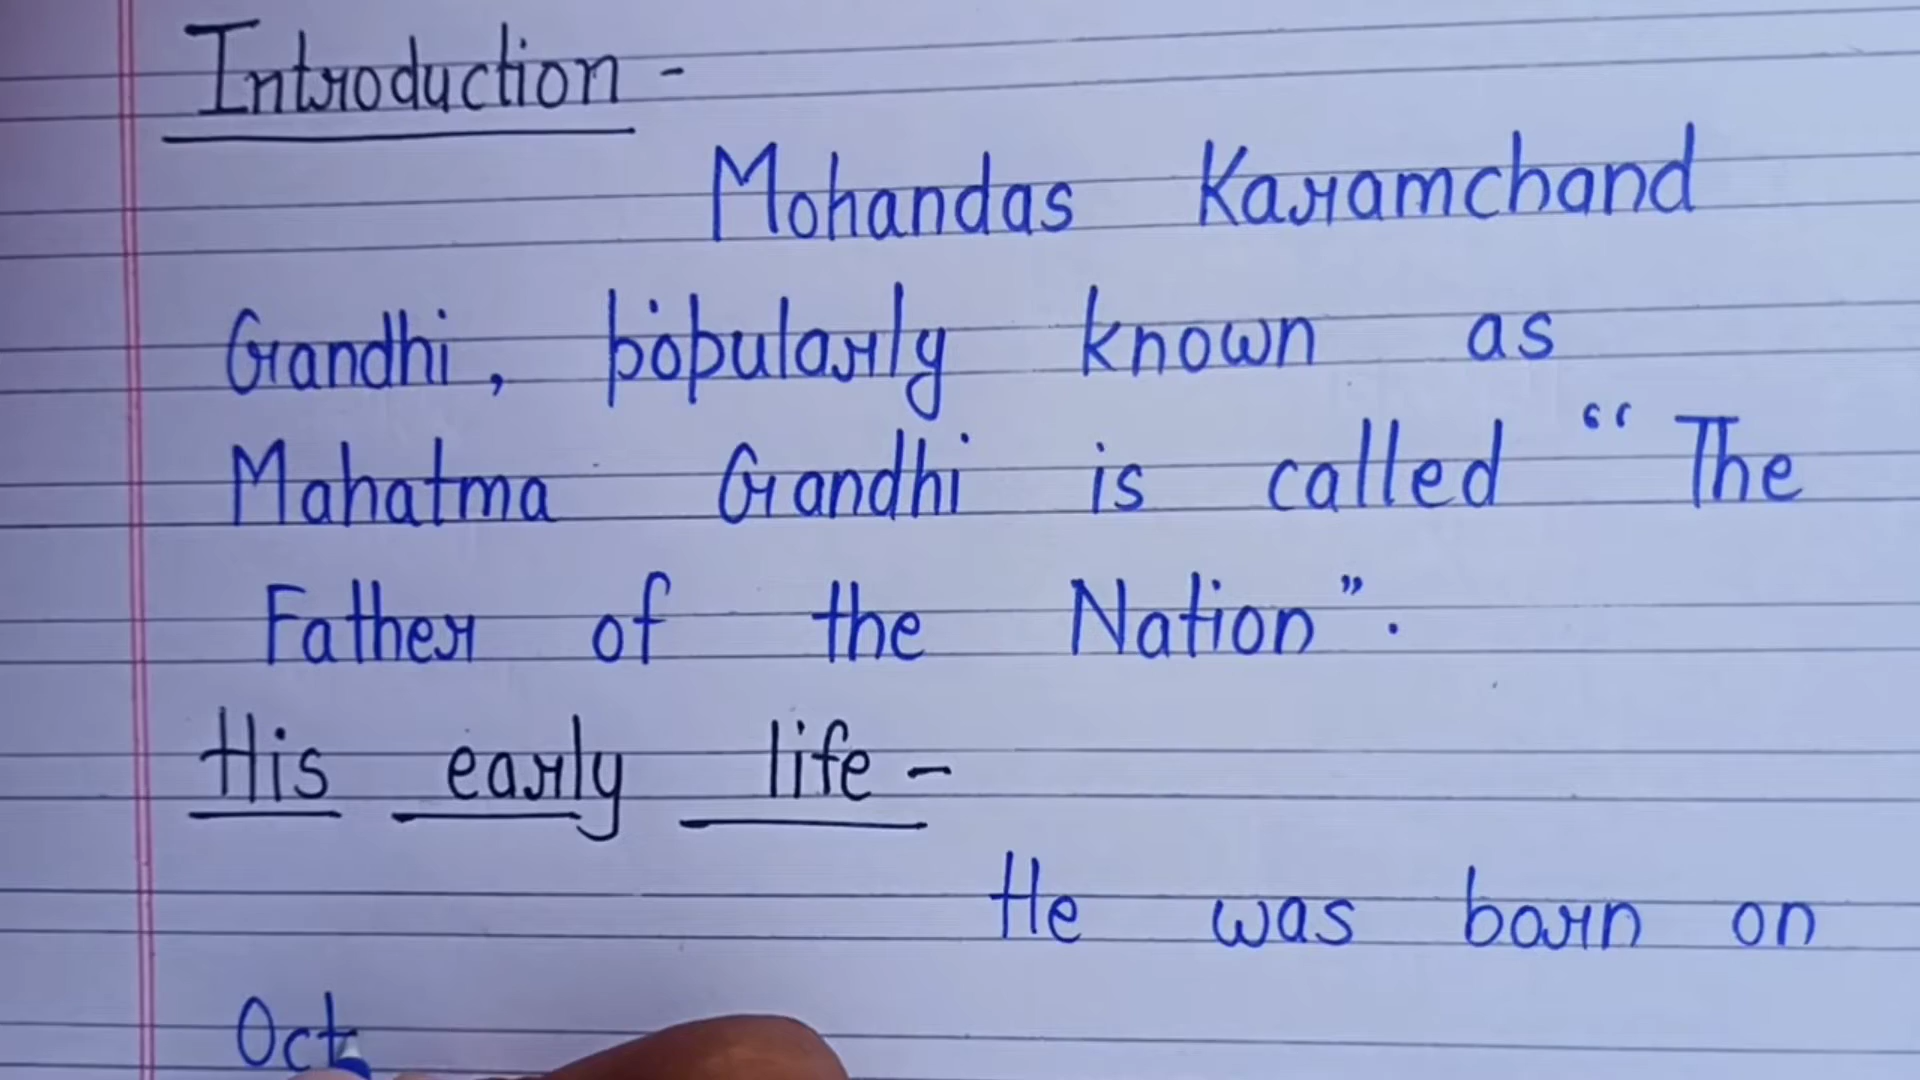 Introduction -
Mohandas Karamchand
Gandhi, popularly known as
Mahatma Gandhi is called “The
Father of the Nation”.
His early life -
He was born on
Oct